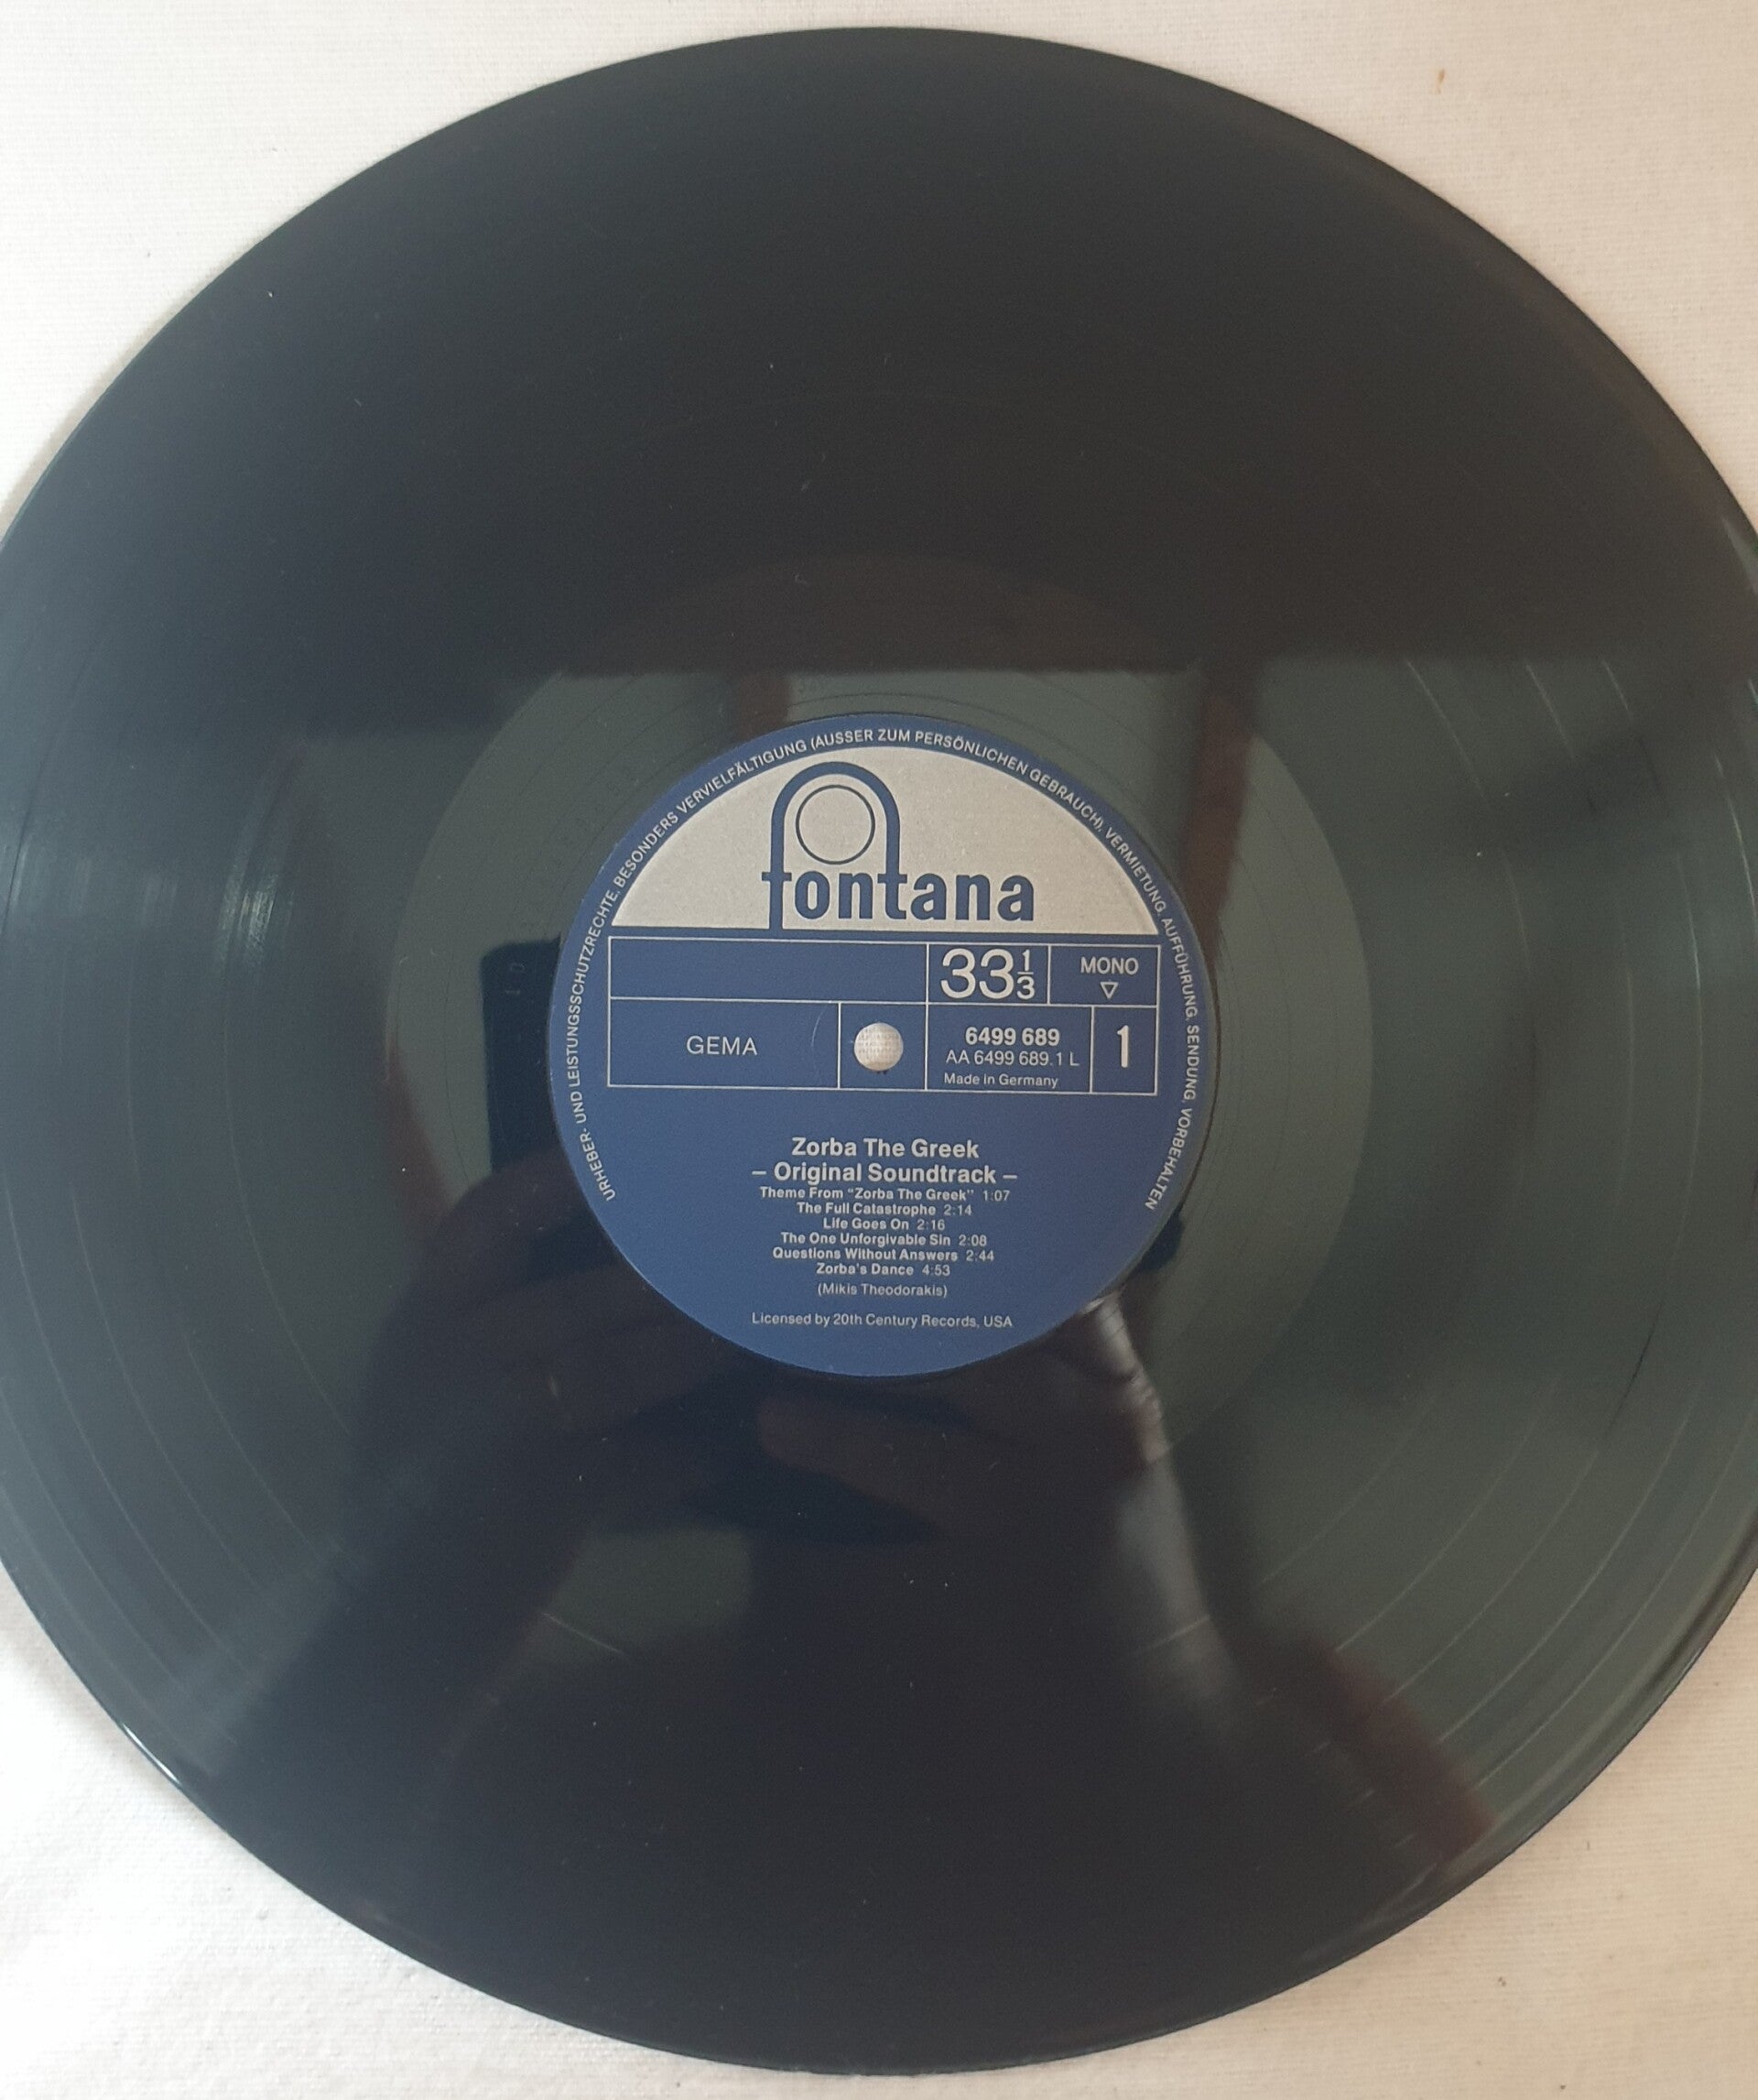 URHEBER- UND LEISTUNGSSCHUTZRECHTE, BESONDERS VERVIELFÄLTIGUNG (AUSSER ZUM PERSÖNLICHEN GEBRAUCH), VERMIETUNG, AUFFÜHRUNG, SENDUNG, VORBEHALTEN
fontana
33 1/3
MONO
▽
GEMA
6499 689
AA 6499 689.1 L
Made in Germany
1
Zorba The Greek
– Original Soundtrack –
Theme From "Zorba The Greek" 1:07
The Full Catastrophe 2:14
Life Goes On 2:16
The One Unforgivable Sin 2:08
Questions Without Answers 2:44
Zorba's Dance 4:53
(Mikis Theodorakis)
Licensed by 20th Century Records, USA